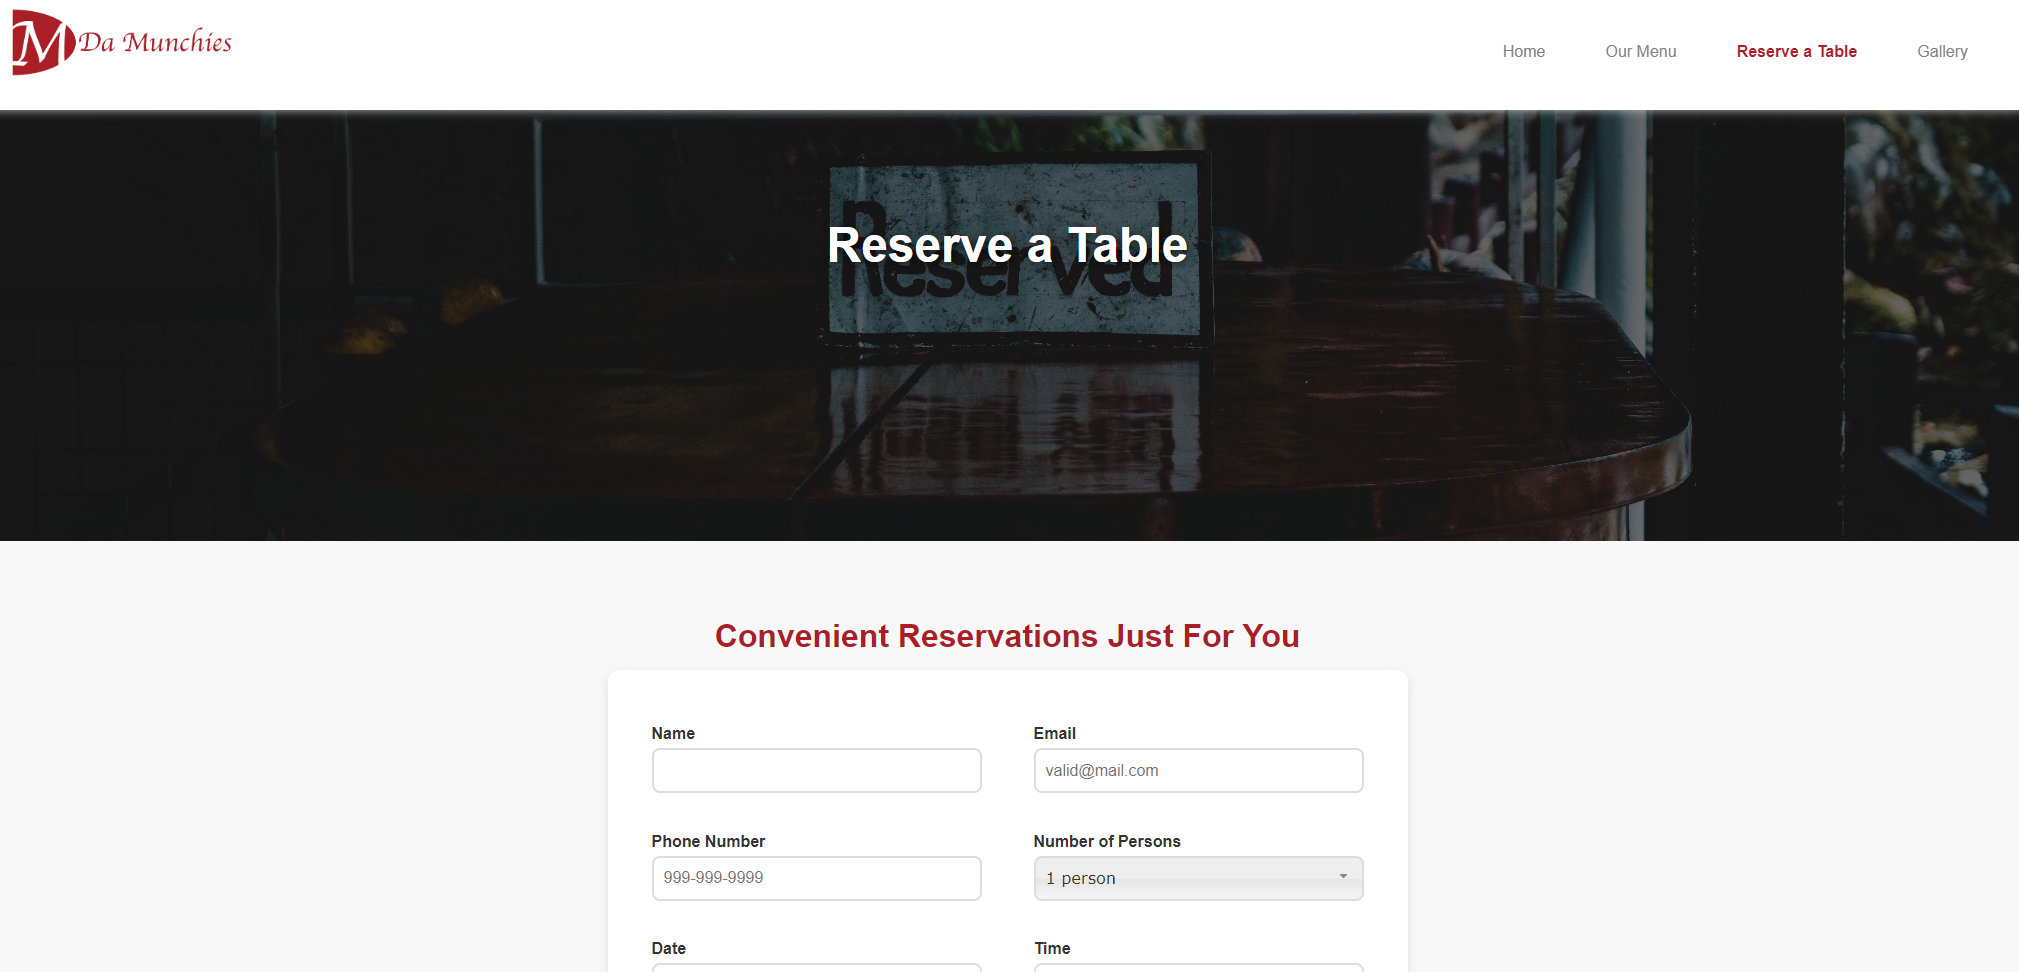 M Da Munchies
Home Our Menu Reserve a Table Gallery
Reserved
Reserve a Table
Convenient Reservations Just For You
Name Email
valid@mail.com
Phone Number Number of Persons
999-999-9999 1 person
Date Time